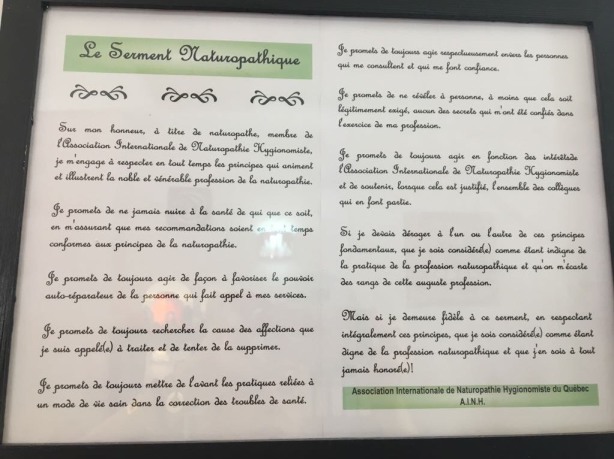 Le Serment Naturopathique
Sur mon honneur, à titre de naturopathe, membre de
l'Association Internationale de Naturopathie Hygionomiste,
je m'engage à respecter en tout temps les principes qui animent
et illustrent la noble et vénérable profession de la naturopathie.
Je promets de ne jamais nuire à la santé de qui que ce soit,
en m'assurant que mes recommandations soient en tout temps
conformes aux principes de la naturopathie.
Je promets de toujours agir de façon à favoriser le pouvoir
auto-réparateur de la personne qui fait appel à mes services.
Je promets de toujours rechercher la cause des affections que
je suis appelé(e) à traiter et de tenter de la supprimer.
Je promets de toujours mettre de l'avant les pratiques reliées à
un mode de vie sain dans la correction des troubles de santé.
Je promets de toujours agir respectueusement envers les personnes
qui me consultent et qui me font confiance.
Je promets de ne révéler à personne, à moins que cela soit
légitimement exigé, aucun des secrets qui m'ont été confiés dans
l'exercice de ma profession.
Je promets de toujours agir en fonction des intérêtsde
l'Association Internationale de Naturopathie Hygionomiste
et de soutenir, lorsque cela est justifié, l'ensemble des collègues
qui en font partie.
Si je devais déroger à l'un ou l'autre de ces principes
fondamentaux, que je sois considéré(e) comme étant indigne de
la pratique de la profession naturopathique et qu'on m'écarte
des rangs de cette auguste profession.
Mais si je demeure fidèle à ce serment, en respectant
intégralement ces principes, que je sois considéré(e) comme étant
digne de la profession naturopathique et que j'en sois à tout
jamais honoré(e)!
Association Internationale de Naturopathie Hygionomiste du Québec
A.I.N.H.